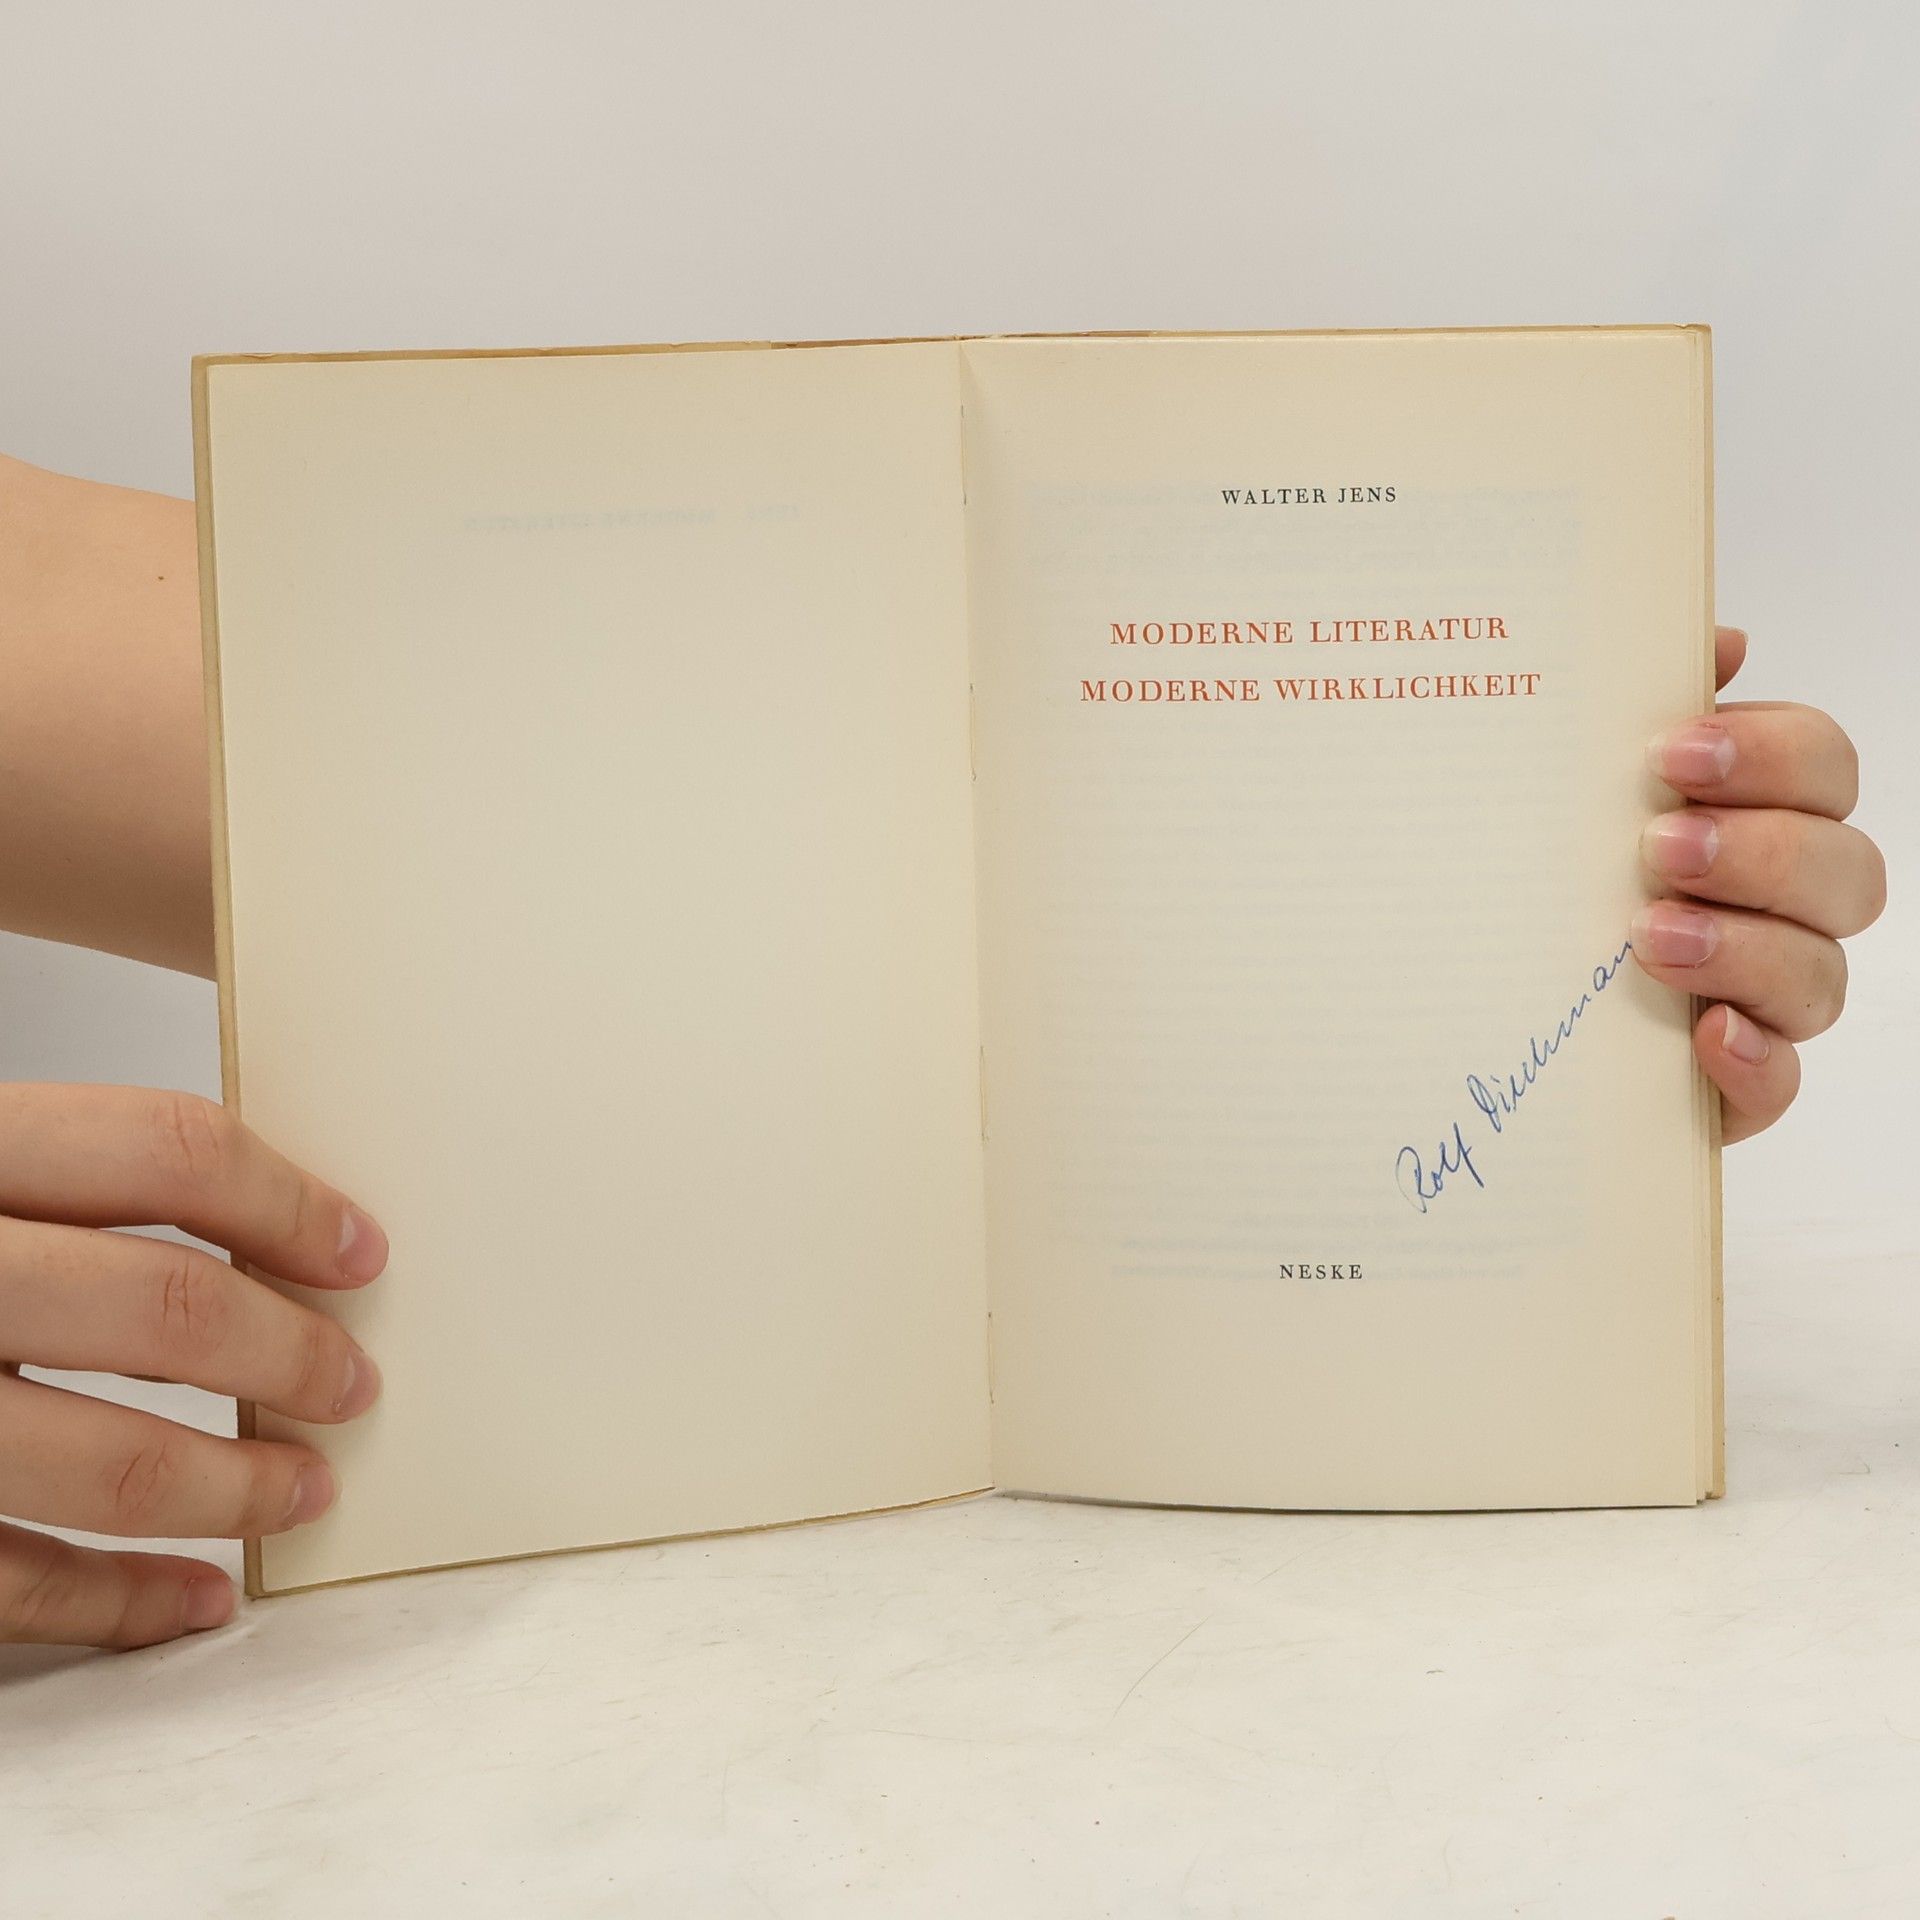 WALTER JENS
MODERNE LITERATUR
MODERNE WIRKLICHKEIT
Rolf
NESKE